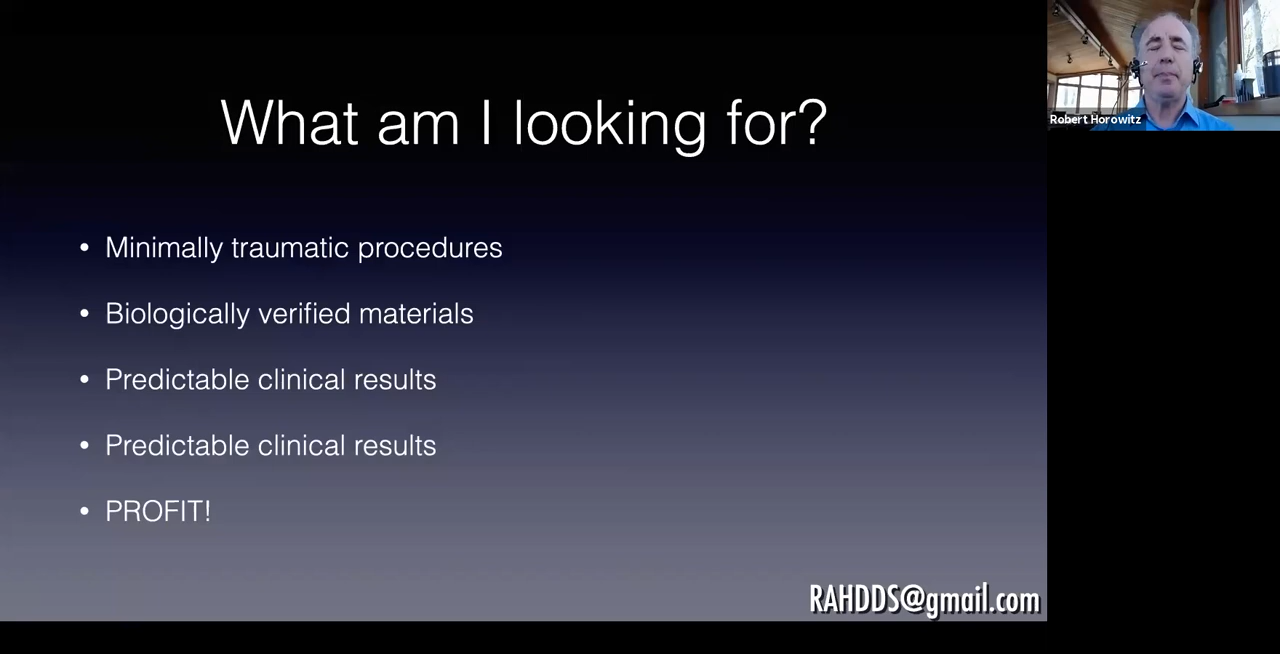 What am I looking for?
• Minimally traumatic procedures
• Biologically verified materials
• Predictable clinical results
• Predictable clinical results
• PROFIT!
RAHDDS@gmail.com
Robert Horowitz